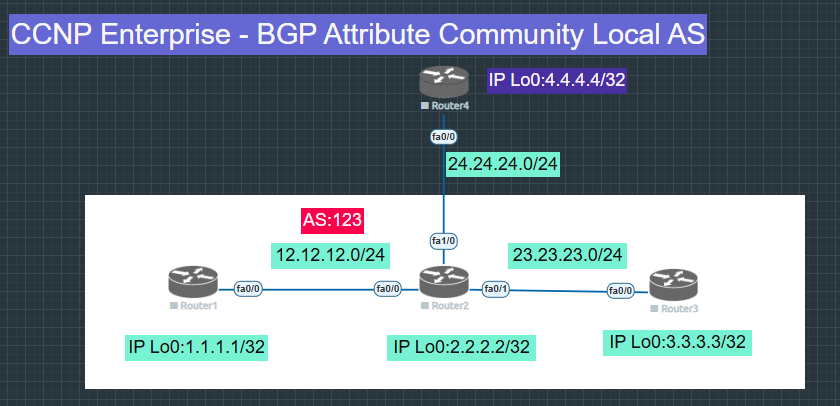 CCNP Enterprise - BGP Attribute Community Local AS
IP Lo0:4.4.4.4/32
Router4
fa0/0
24.24.24.0/24
AS:123
fa1/0
12.12.12.0/24
23.23.23.0/24
fa0/0
fa0/0
fa0/1
fa0/0
Router1
Router2
Router3
IP Lo0:1.1.1.1/32
IP Lo0:2.2.2.2/32
IP Lo0:3.3.3.3/32